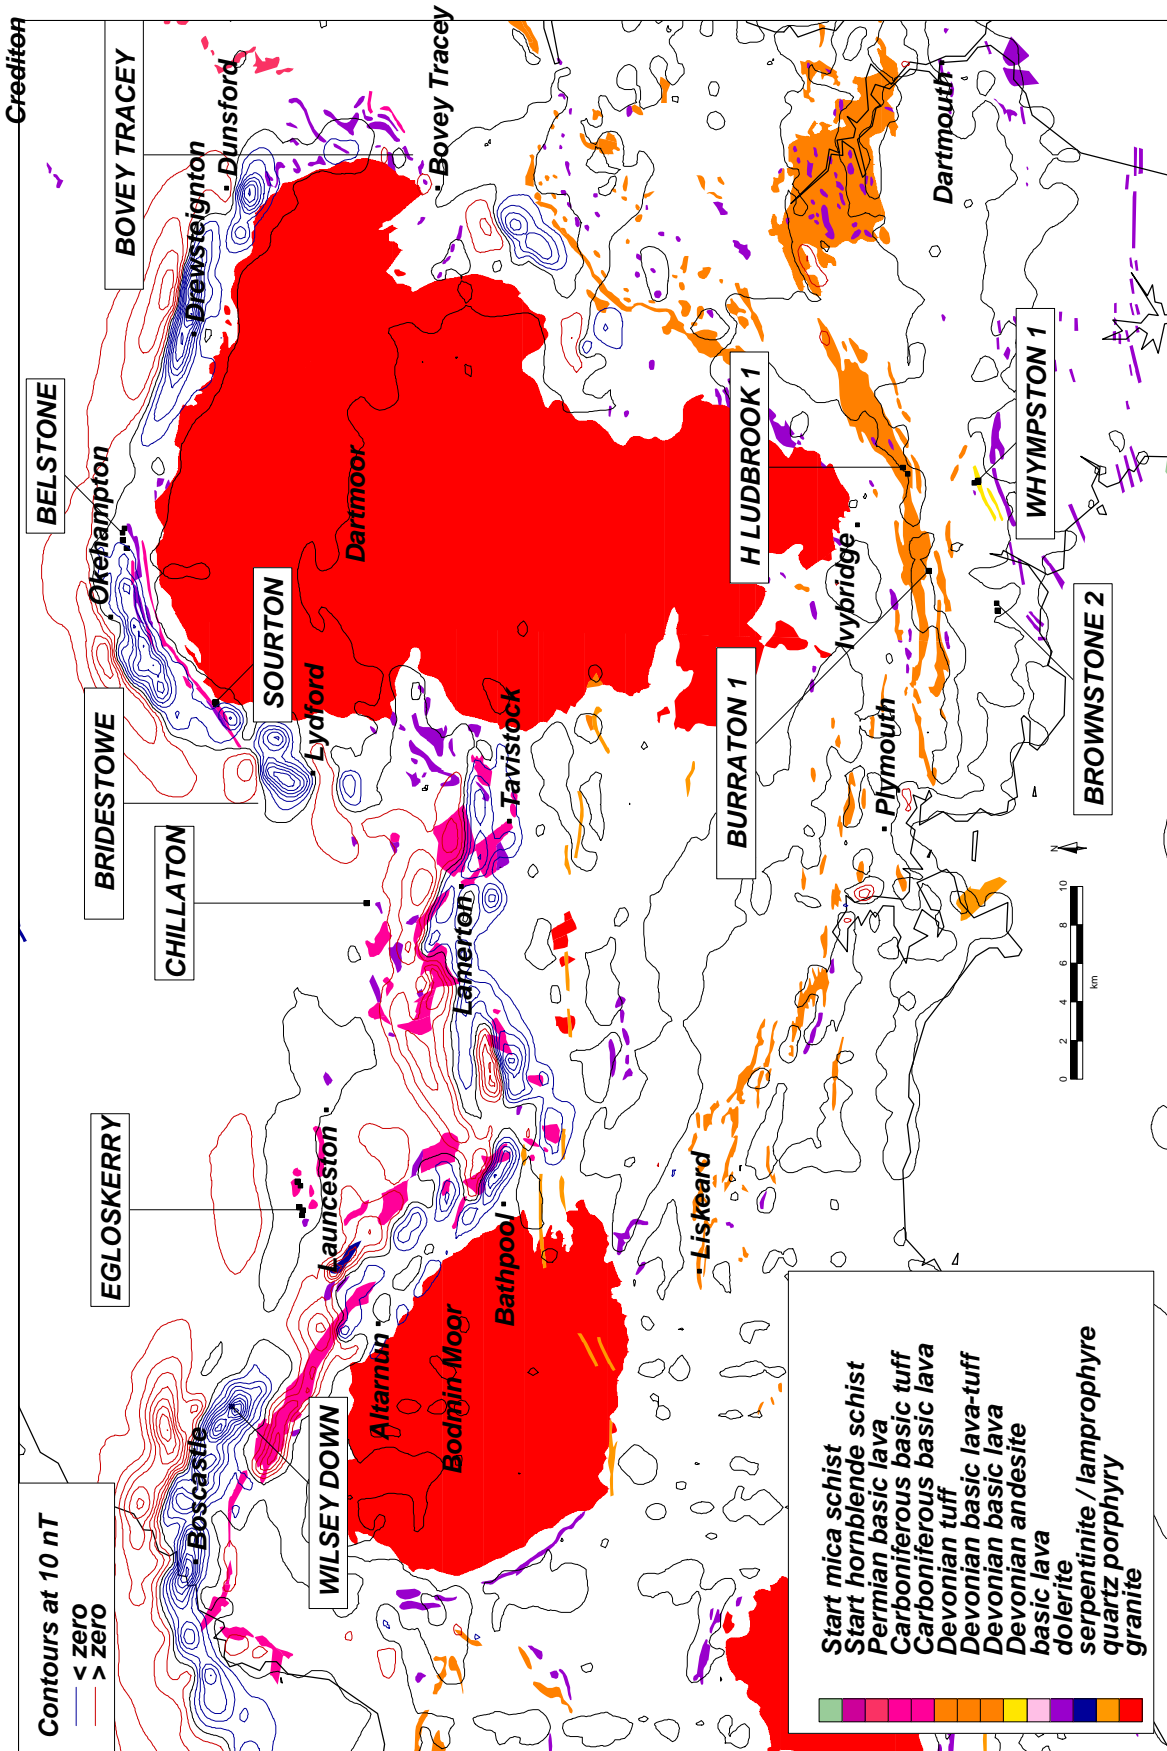 Crediton
BOVEY TRACEY
Dunsford
Drewsteignton
Bovey Tracey
BELSTONE
Okehampton
Dartmoor
SOURTON
Lydford
BRIDESTOWE
CHILLATON
Tavistock
Lamerton
Dartmouth
WHYMPSTON 1
H LUDBROOK 1
Ivybridge
BURRATON 1
Plymouth
BROWNSTONE 2
N
0 2 4 6 8 10
km
EGLOSKERRY
Launceston
Bathpool
Liskeard
Altarnun
Bodmin Moor
WILSEY DOWN
Boscastle
Contours at 10 nT
< zero
> zero
Start mica schist
Start hornblende schist
Permian basic lava
Carboniferous basic tuff
Carboniferous basic lava
Devonian tuff
Devonian basic lava-tuff
Devonian basic lava
Devonian andesite
basic lava
dolerite
serpentinite / lamprophyre
quartz porphyry
granite